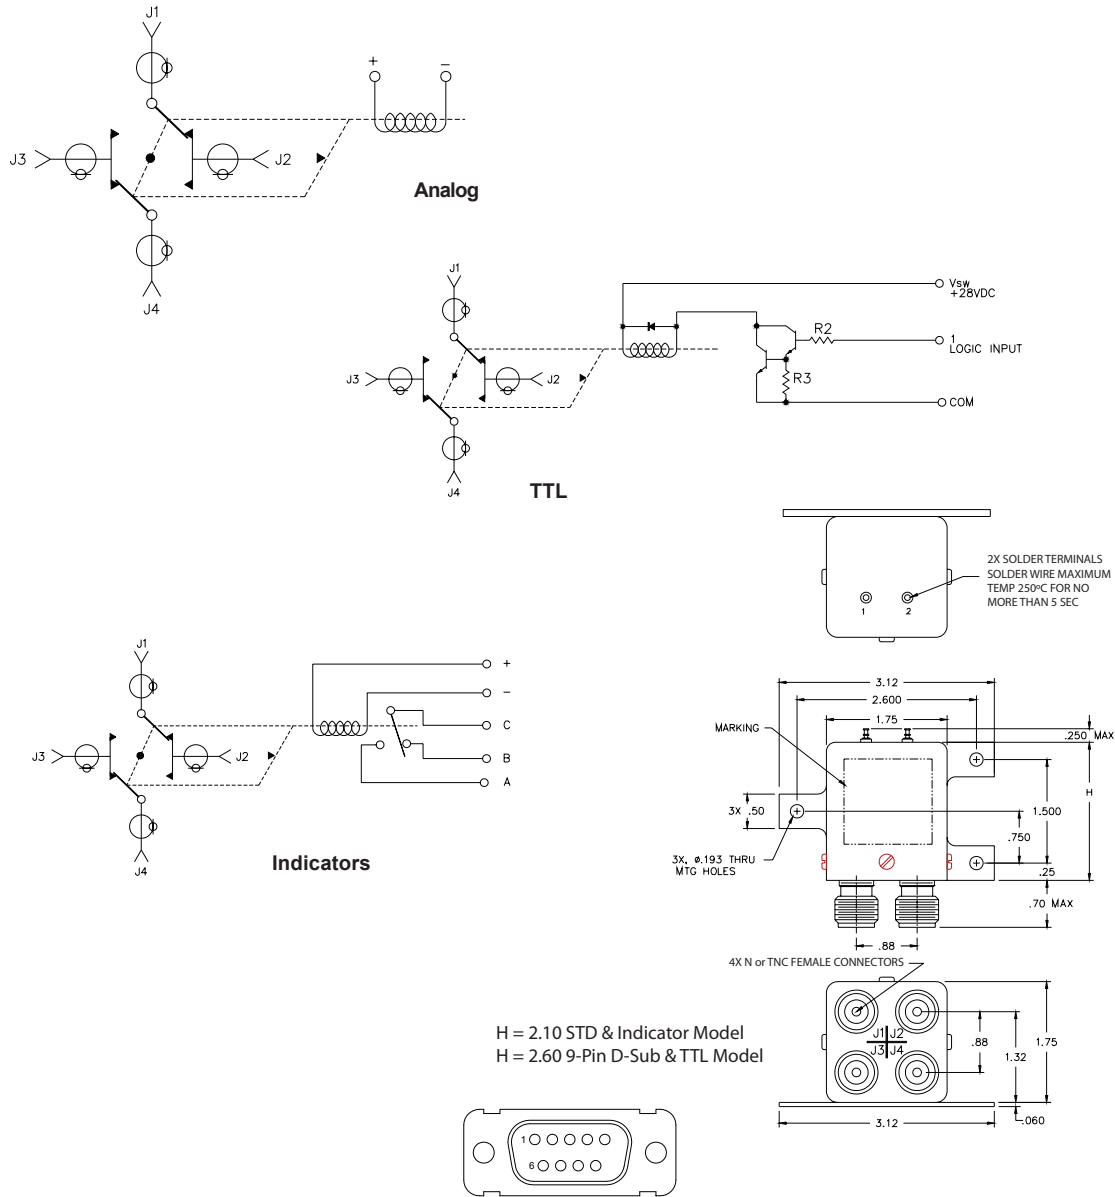 J1
+ −
J3
J2
Analog
J4
J1
Vsw
+28VDC
R2
1
LOGIC INPUT
J3
J2
R3
COM
J4
TTL
2X SOLDER TERMINALS
SOLDER WIRE MAXIMUM
TEMP 250ºC FOR NO
MORE THAN 5 SEC
1 2
J1
+
−
C
J3
J2
B
A
J4
Indicators
3.12
2.600
1.75
MARKING
.250 MAX
H
3X .50
1.500
.750
3X, ø.193 THRU
MTG HOLES
.25
.70 MAX
.88
4X N or TNC FEMALE CONNECTORS
J1 J2
J3 J4
.88
1.32
1.75
3.12
.060
H = 2.10 STD & Indicator Model
H = 2.60 9-Pin D-Sub & TTL Model
1
6